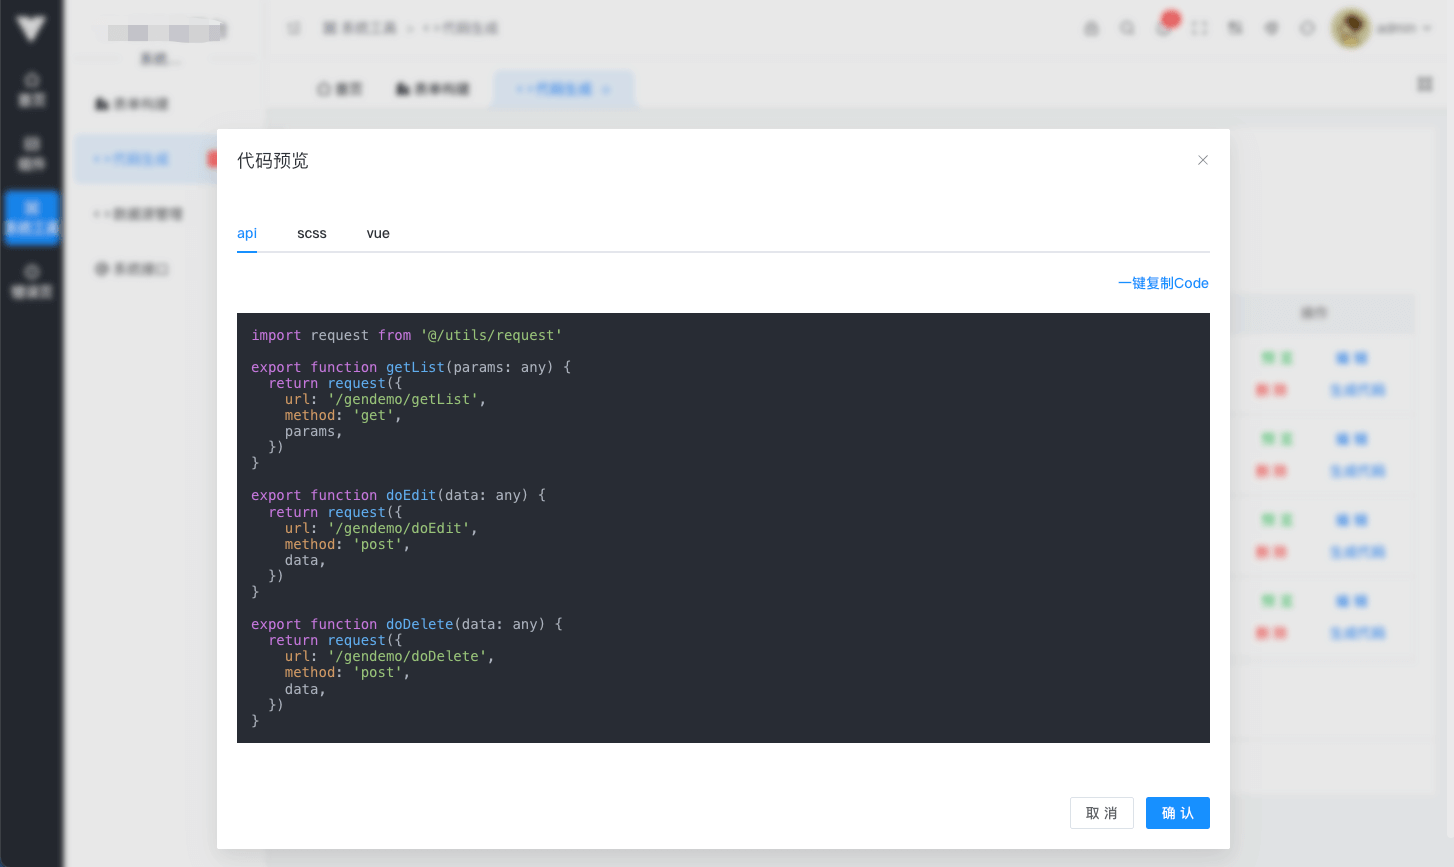 代码预览
api
scss
vue
一键复制Code
import request from '@/utils/request'
export function getList(params: any) {
  return request({
    url: '/gendemo/getList',
    method: 'get',
    params,
  })
}
export function doEdit(data: any) {
  return request({
    url: '/gendemo/doEdit',
    method: 'post',
    data,
  })
}
export function doDelete(data: any) {
  return request({
    url: '/gendemo/doDelete',
    method: 'post',
    data,
  })
}
取 消
确 认